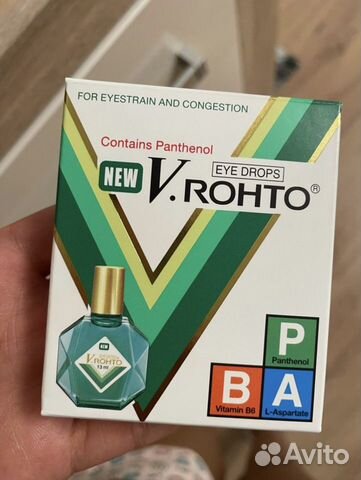 FOR EYESTRAIN AND CONGESTION
Contains Panthenol
NEW
EYE DROPS
V.ROHTO®
NEW
V.ROHTO
13 ml
P
Panthenol
B
Vitamin B6
A
L-Aspartate
Avito